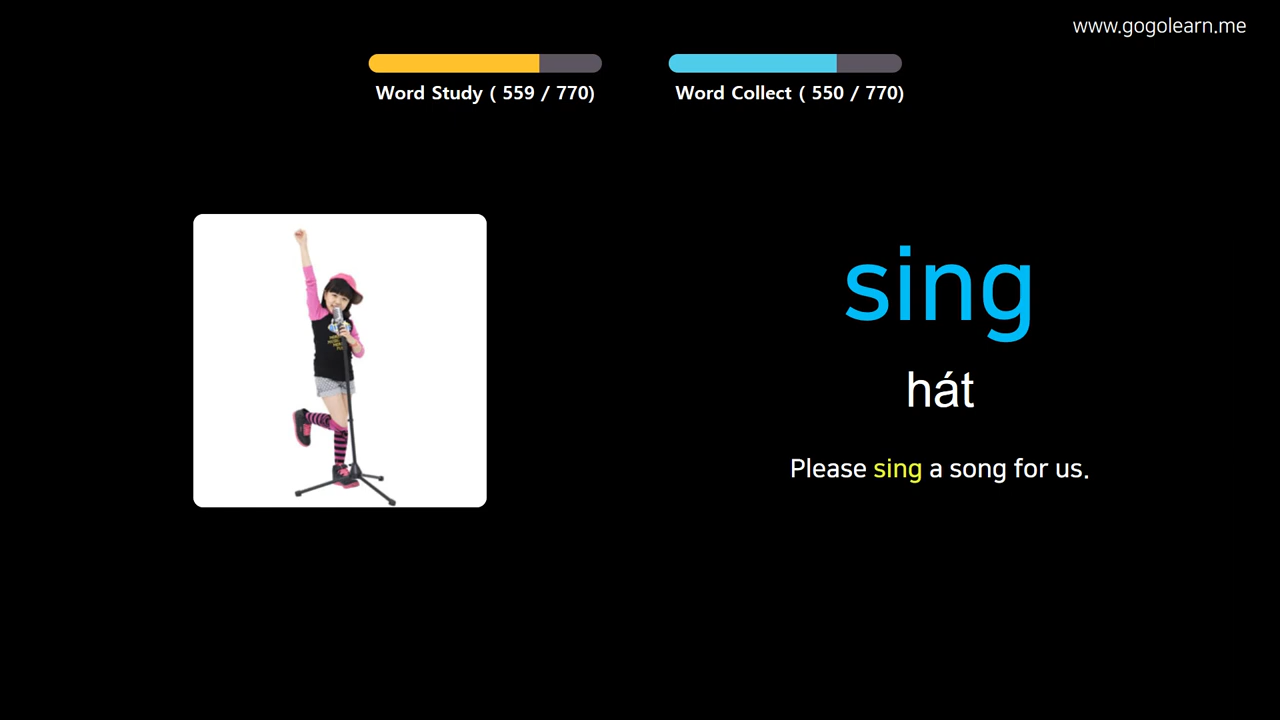 www.gogolearn.me
Word Study ( 559 / 770)
Word Collect ( 550 / 770)
sing
hát
Please sing a song for us.